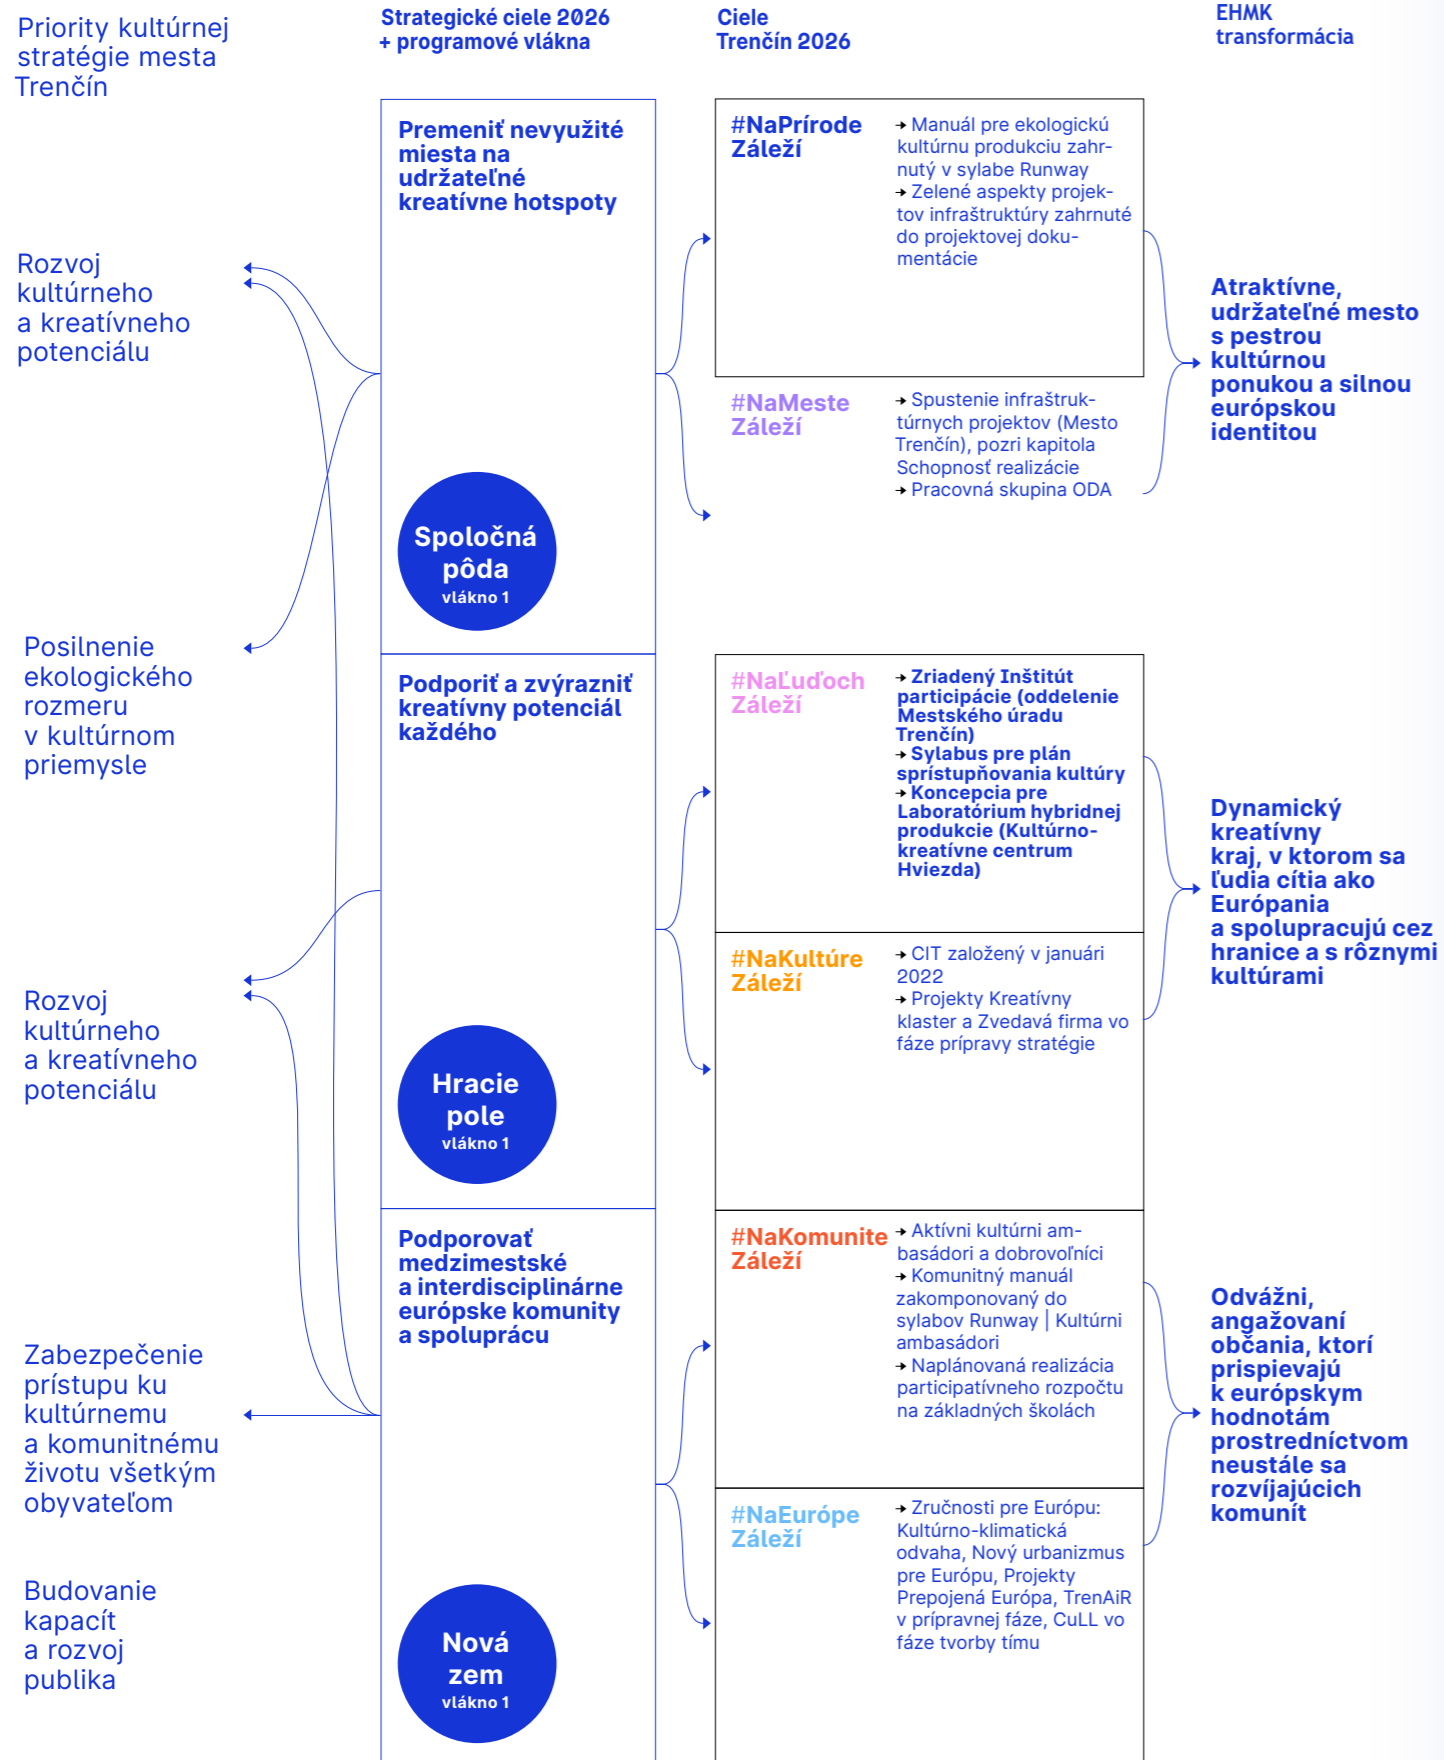 Priority kultúrnej
stratégie mesta
Trenčín
Strategické ciele 2026
+ programové vlákna
Ciele
Trenčín 2026
EHMK
transformácia
Rozvoj
kultúrneho
a kreatívneho
potenciálu
Posilnenie
ekologického
rozmeru
v kultúrnom
priemysle
Rozvoj
kultúrneho
a kreatívneho
potenciálu
Zabezpečenie
prístupu ku
kultúrnemu
a komunitnému
životu všetkým
obyvateľom
Budovanie
kapacít
a rozvoj
publika
Premeniť nevyužité
miesta na
udržateľné
kreatívne hotspoty
Spoločná
pôda
vlákno 1
Podporiť a zvýrazniť
kreatívny potenciál
každého
Hracie
pole
vlákno 1
Podporovať
medzimestské
a interdisciplinárne
európske komunity
a spoluprácu
Nová
zem
vlákno 1
#NaPrírode
Záleží
→ Manuál pre ekologickú
kultúrnu produkciu zahr-
nutý v sylabe Runway
→ Zelené aspekty projek-
tov infraštruktúry zahrnuté
do projektovej doku-
mentácie
#NaMeste
Záleží
→ Spustenie infraštruk-
túrnych projektov (Mesto
Trenčín), pozri kapitola
Schopnosť realizácie
→ Pracovná skupina ODA
#NaĽuďoch
Záleží
→ Zriadený Inštitút
participácie (oddelenie
Mestského úradu
Trenčín)
→ Sylabus pre plán
sprístupňovania kultúry
→ Koncepcia pre
Laboratórium hybridnej
produkcie (Kultúrno-
kreatívne centrum
Hviezda)
#NaKultúre
Záleží
→ CIT založený v januári
2022
→ Projekty Kreatívny
klaster a Zvedavá firma vo
fáze prípravy stratégie
#NaKomunite
Záleží
→ Aktívni kultúrni am-
basádori a dobrovoľníci
→ Komunitný manuál
zakomponovaný do
sylabov Runway | Kultúrni
ambasádori
→ Naplánovaná realizácia
participatívneho rozpočtu
na základných školách
#NaEurópe
Záleží
→ Zručnosti pre Európu:
Kultúrno-klimatická
odvaha, Nový urbanizmus
pre Európu, Projekty
Prepojená Európa, TrenAiR
v prípravnej fáze, CuLL vo
fáze tvorby tímu
Atraktívne,
udržateľné mesto
s pestrou
kultúrnou
ponukou a silnou
európskou
identitou
Dynamický
kreatívny
kraj, v ktorom sa
ľudia cítia ako
Európania
a spolupracujú cez
hranice a s rôznymi
kultúrami
Odvážni,
angažovaní
občania, ktorí
prispievajú
k európskym
hodnotám
prostredníctvom
neustále sa
rozvíjajúcich
komunít